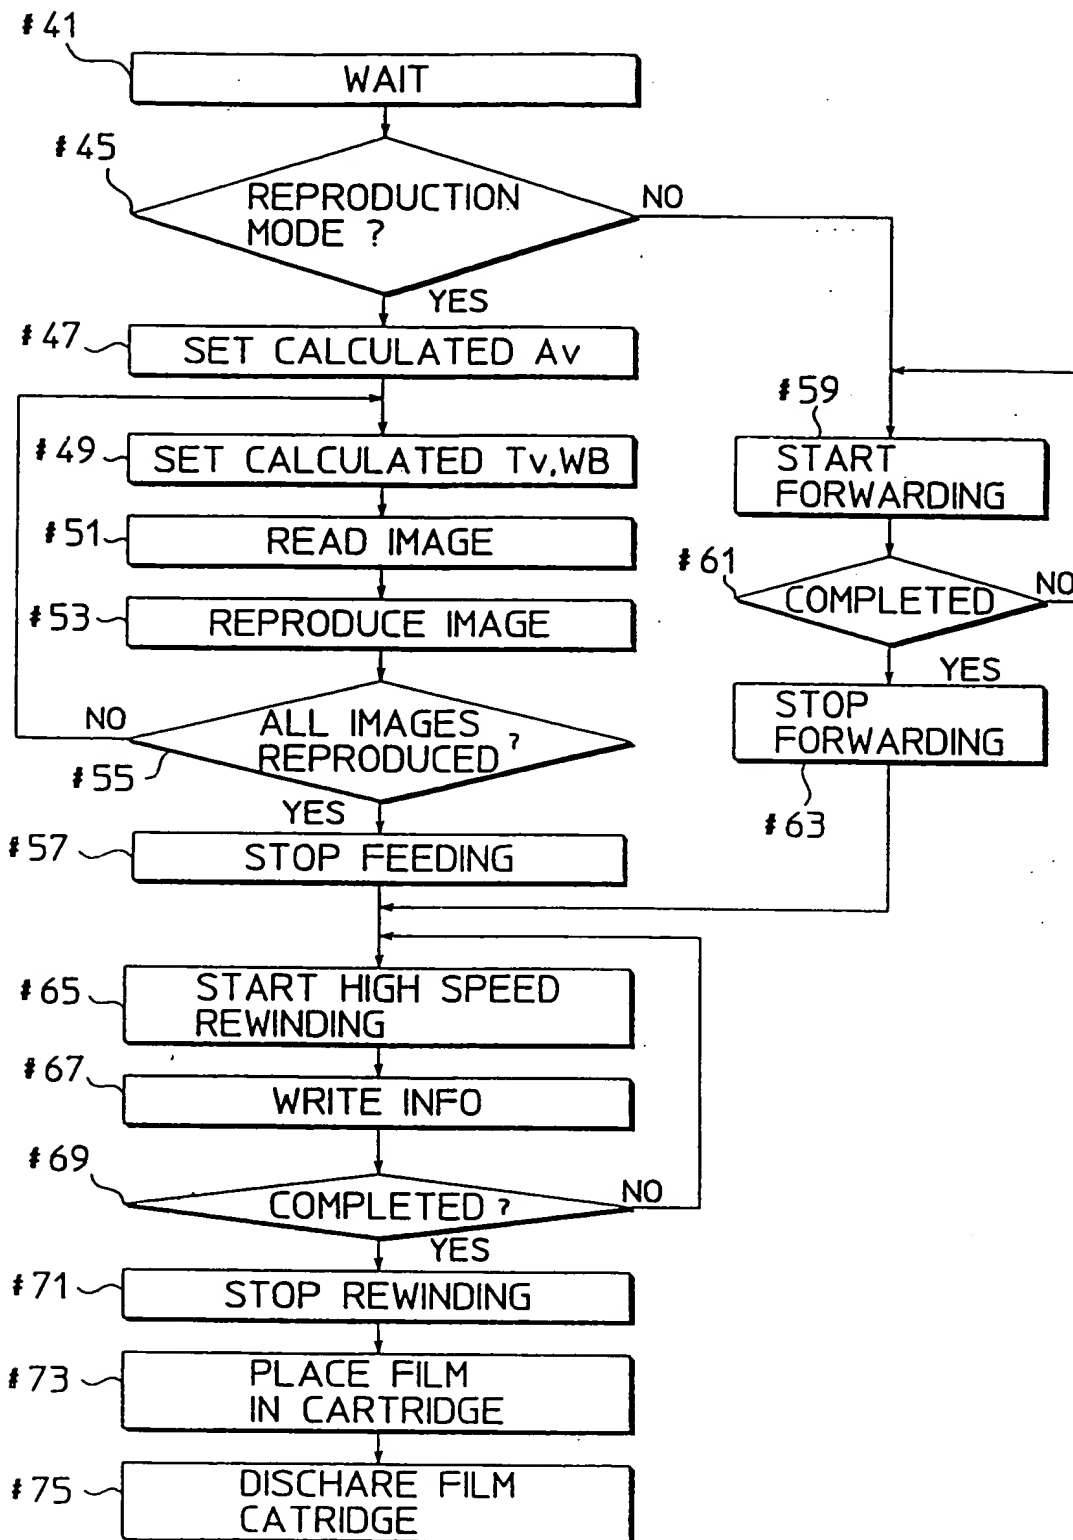 #41
WAIT
#45
REPRODUCTION
MODE ?
NO
YES
#47
SET CALCULATED Av
#49
SET CALCULATED Tv,WB
#51
READ IMAGE
#53
REPRODUCE IMAGE
NO
ALL IMAGES
REPRODUCED ?
#55
YES
#57
STOP FEEDING
#59
START
FORWARDING
#61
COMPLETED
NO
YES
STOP
FORWARDING
#63
#65
START HIGH SPEED
REWINDING
#67
WRITE INFO
#69
COMPLETED ?
NO
YES
#71
STOP REWINDING
#73
PLACE FILM
IN CARTRIDGE
#75
DISCHARE FILM
CATRIDGE